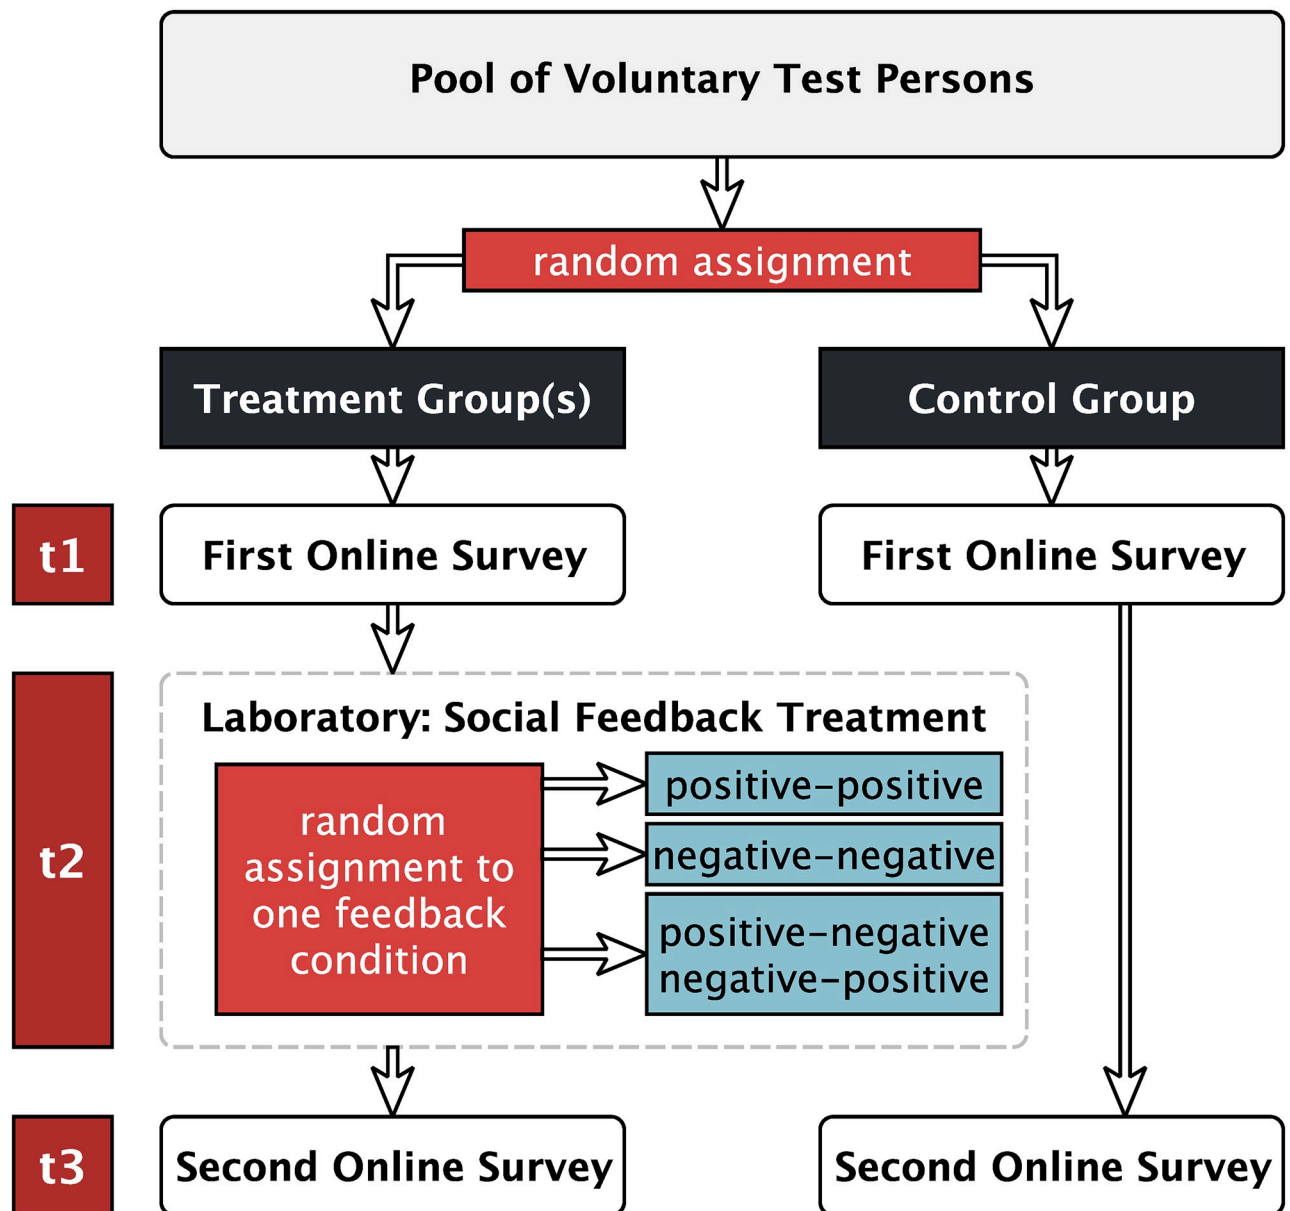 Pool of Voluntary Test Persons
random assignment
Treatment Group(s)
Control Group
t1
First Online Survey
First Online Survey
t2
Laboratory: Social Feedback Treatment
random
assignment to
one feedback
condition
positive–positive
negative–negative
positive–negative
negative–positive
t3
Second Online Survey
Second Online Survey